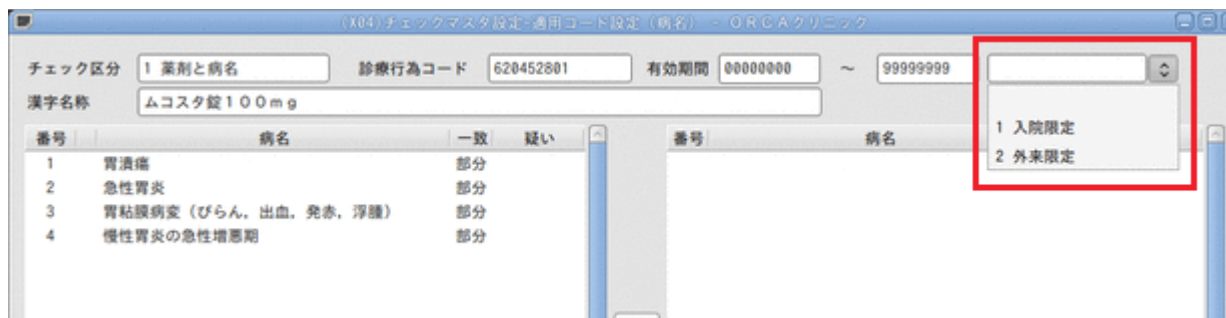 (X04)チェックマスタ設定-適用コード設定(病名) - ORCAクリニック
チェック区分 1 薬剤と病名 診療行為コード 620452801 有効期間 00000000 ～ 99999999
漢字名称 ムコスタ錠１００ｍｇ
1 入院限定
2 外来限定
番号 病名 一致 疑い 番号 病名
1 胃潰瘍 部分
2 急性胃炎 部分
3 胃粘膜病変（びらん，出血，発赤，浮腫） 部分
4 慢性胃炎の急性増悪期 部分